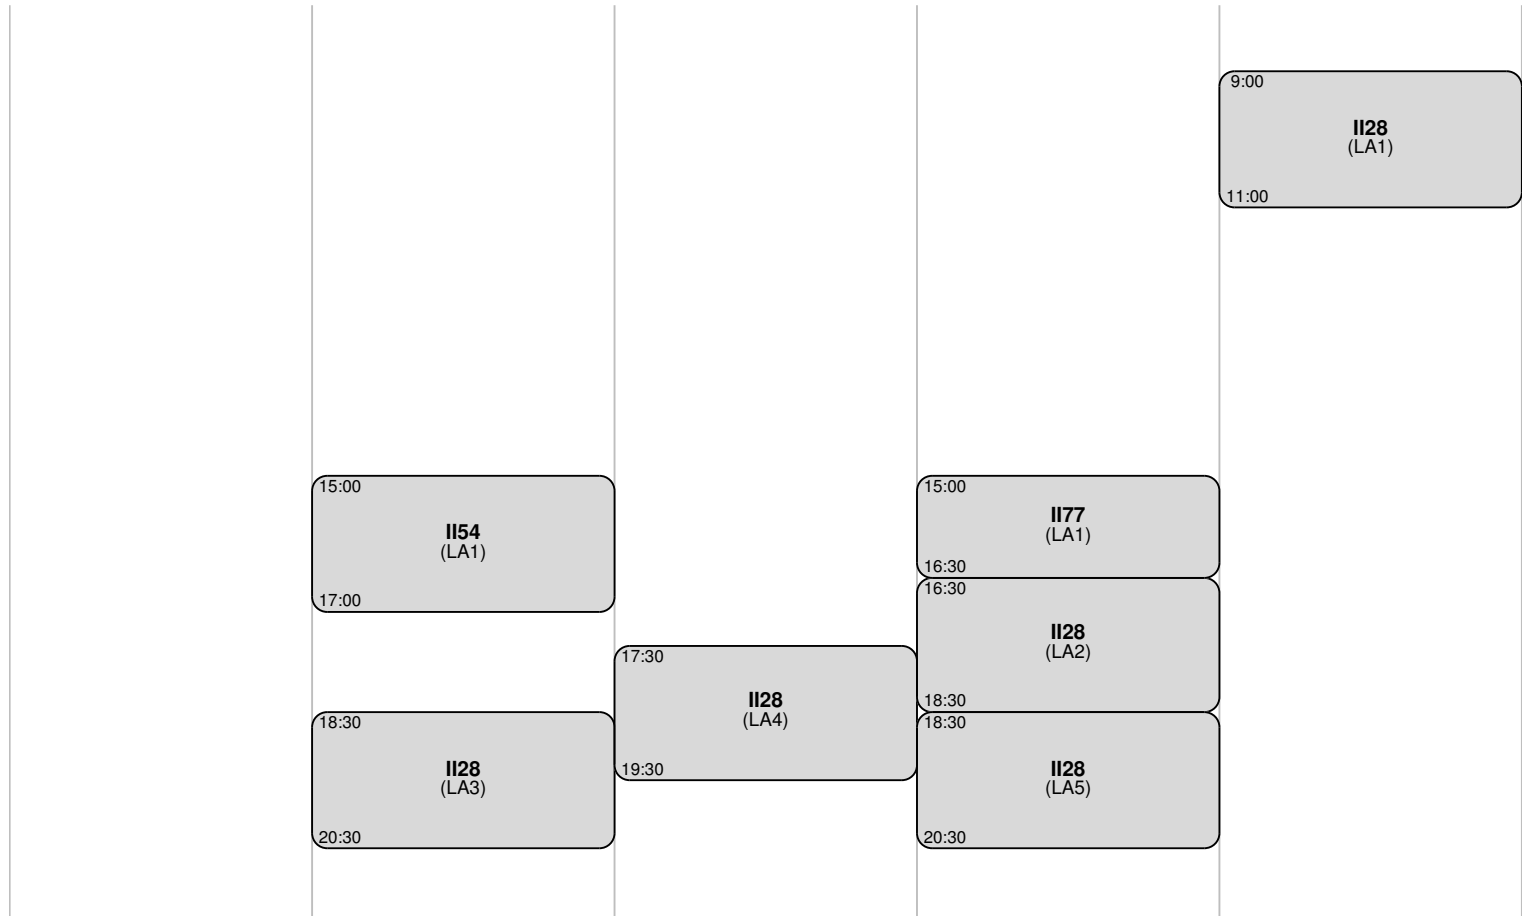 9:00
II28
(LA1)
11:00
15:00
II54
(LA1)
17:00
18:30
II28
(LA3)
20:30
17:30
II28
(LA4)
19:30
15:00
II77
(LA1)
16:30
16:30
II28
(LA2)
18:30
18:30
II28
(LA5)
20:30